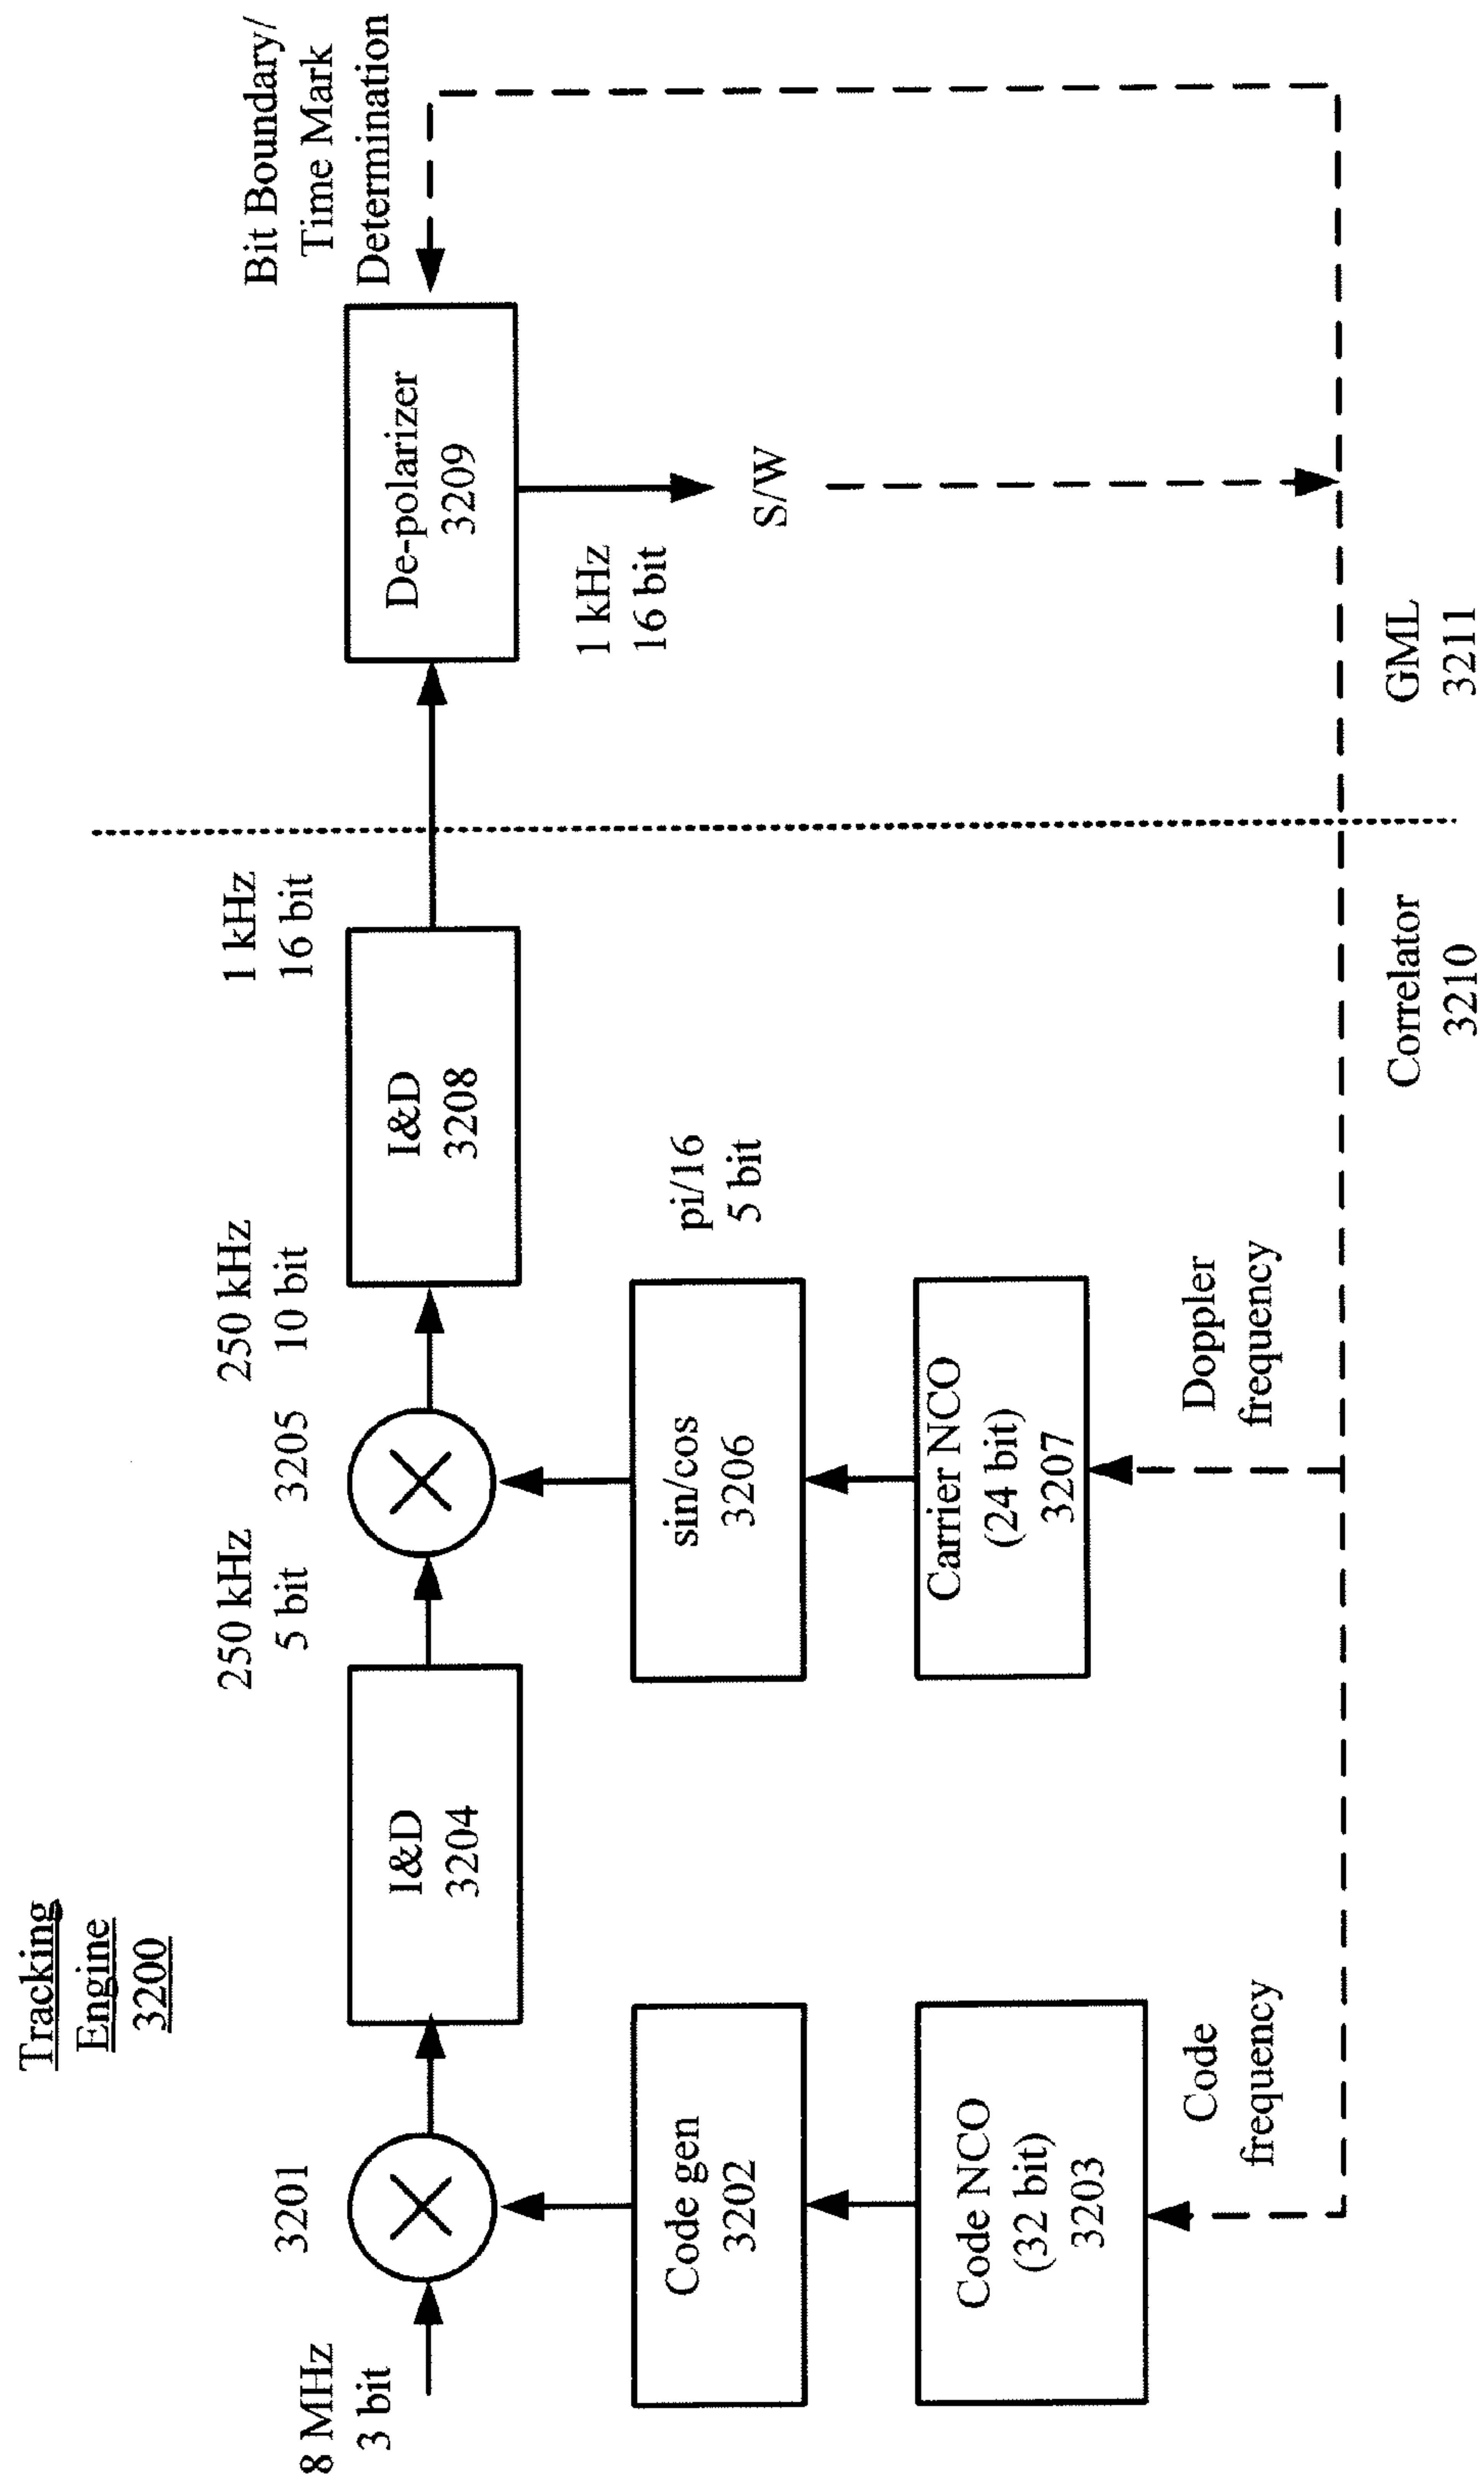 Tracking
Engine
3200
8 MHz
3 bit
3201
Code gen
3202
Code NCO
(32 bit)
3203
Code
frequency
I&D
3204
250 kHz
5 bit
3205
sin/cos
3206
pi/16
5 bit
Carrier NCO
(24 bit)
3207
Doppler
frequency
250 kHz
10 bit
I&D
3208
1 kHz
16 bit
Correlator
3210
De-polarizer
3209
1 kHz
16 bit
S/W
Bit Boundary/
Time Mark
Determination
GML
3211